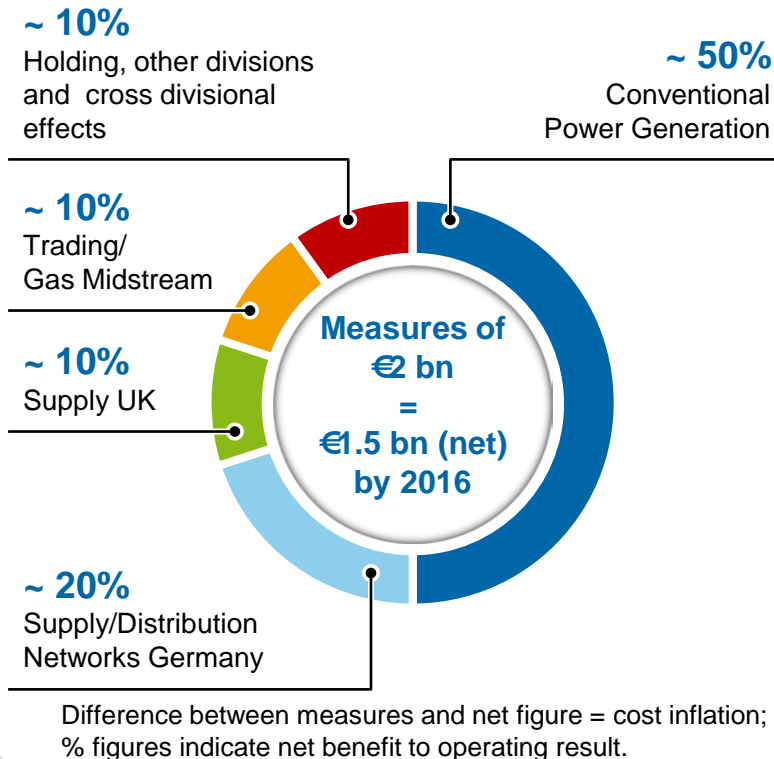 ~ 10%
Holding, other divisions
and cross divisional
effects
~ 50%
Conventional
Power Generation
~ 10%
Trading/
Gas Midstream
~ 10%
Supply UK
~ 20%
Supply/Distribution
Networks Germany
Measures of
€2 bn
=
€1.5 bn (net)
by 2016
Difference between measures and net figure = cost inflation;
% figures indicate net benefit to operating result.